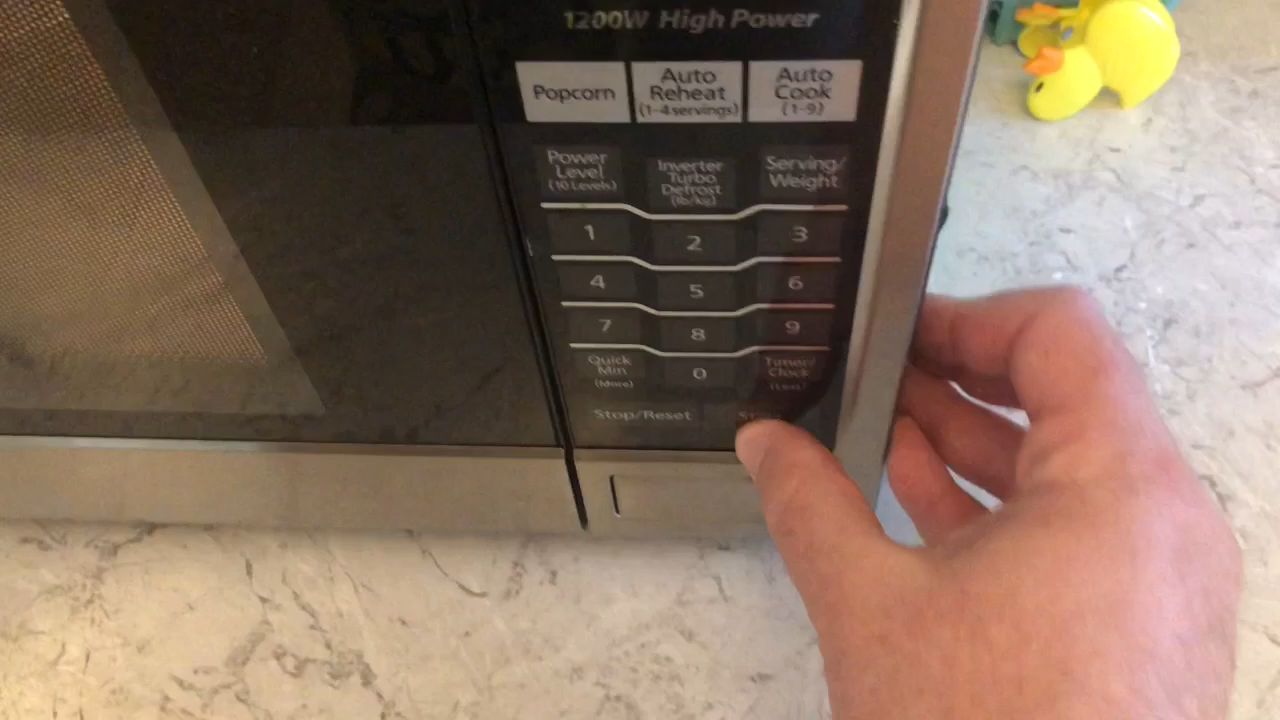 1200W High Power
Popcorn
Auto
Reheat
(1-4 servings)
Auto
Cook
(1-9)
Power
Level
(10 Levels)
Inverter
Turbo
Defrost
(lb/kg)
Serving/
Weight
1
2
3
4
5
6
7
8
9
Quick
Min
(More)
0
Timer/
Clock
(Less)
Stop/Reset